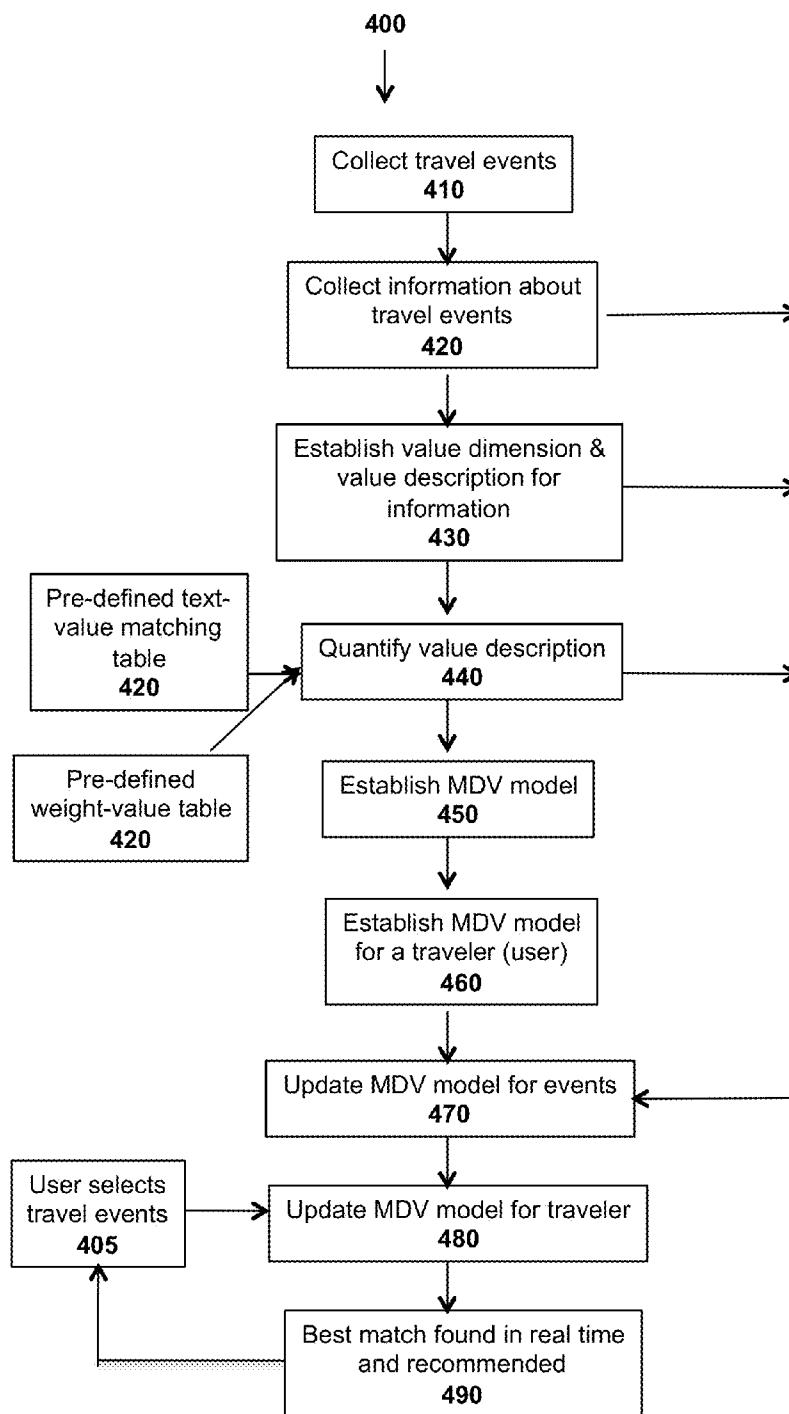 400
Collect travel events
410
Collect information about
travel events
420
Establish value dimension &
value description for
information
430
Pre-defined text-
value matching
table
420
Quantify value description
440
Pre-defined
weight-value table
420
Establish MDV model
450
Establish MDV model
for a traveler (user)
460
Update MDV model for events
470
User selects
travel events
405
Update MDV model for traveler
480
Best match found in real time
and recommended
490